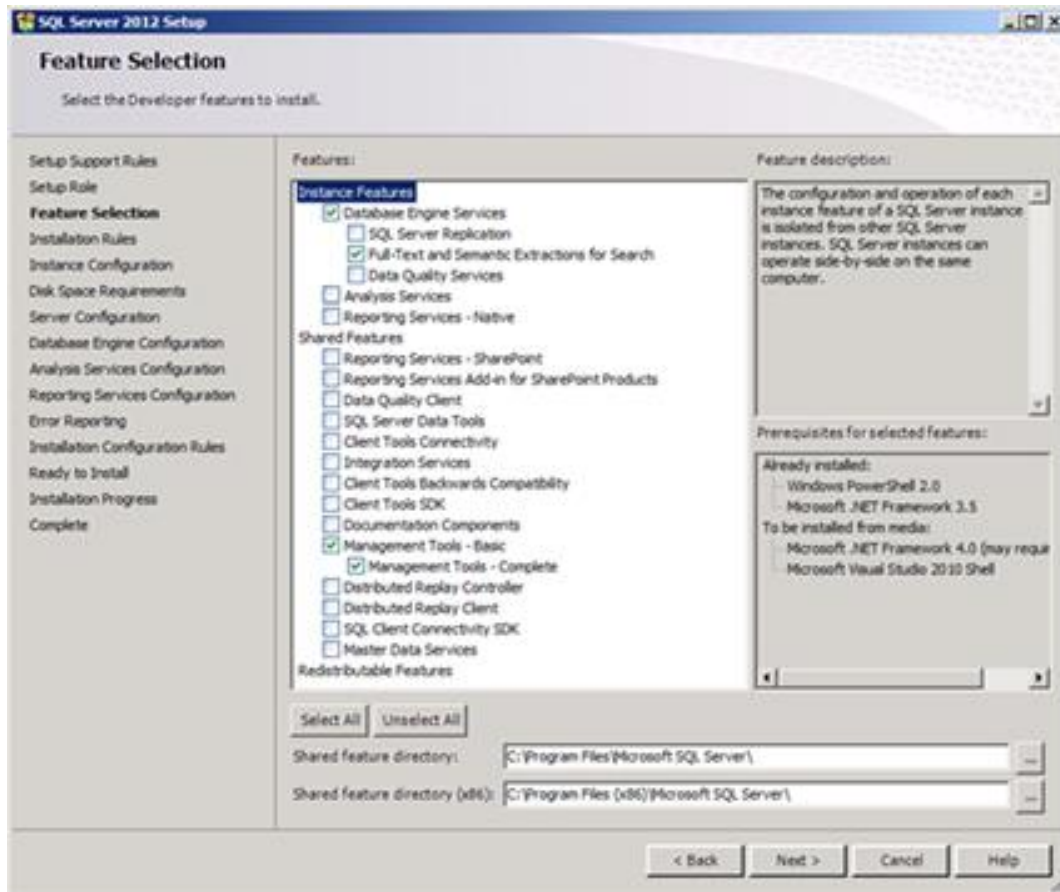 SQL Server 2012 Setup
Feature Selection
Select the Developer features to install.
Setup Support Rules
Setup Role
Feature Selection
Installation Rules
Instance Configuration
Disk Space Requirements
Server Configuration
Database Engine Configuration
Analysis Services Configuration
Reporting Services Configuration
Error Reporting
Installation Configuration Rules
Ready to Install
Installation Progress
Complete
Features:
Instance Features
Database Engine Services
SQL Server Replication
Full-Text and Semantic Extractions for Search
Data Quality Services
Analysis Services
Reporting Services - Native
Shared Features
Reporting Services - SharePoint
Reporting Services Add-in for SharePoint Products
Data Quality Client
SQL Server Data Tools
Client Tools Connectivity
Integration Services
Client Tools Backwards Compatibility
Client Tools SDK
Documentation Components
Management Tools - Basic
Management Tools - Complete
Distributed Replay Controller
Distributed Replay Client
SQL Client Connectivity SDK
Master Data Services
Redistributable Features
Feature description:
The configuration and operation of each
instance feature of a SQL Server instance
is isolated from other SQL Server
instances. SQL Server instances can
operate side-by-side on the same
computer.
Prerequisites for selected features:
Already installed:
Windows PowerShell 2.0
Microsoft .NET Framework 3.5
To be installed from media:
Microsoft .NET Framework 4.0 (may requir
Microsoft Visual Studio 2010 Shell
Select All
Unselect All
Shared feature directory:
C:\Program Files\Microsoft SQL Server\
...
Shared feature directory (x86):
C:\Program Files (x86)\Microsoft SQL Server\
...
< Back
Next >
Cancel
Help